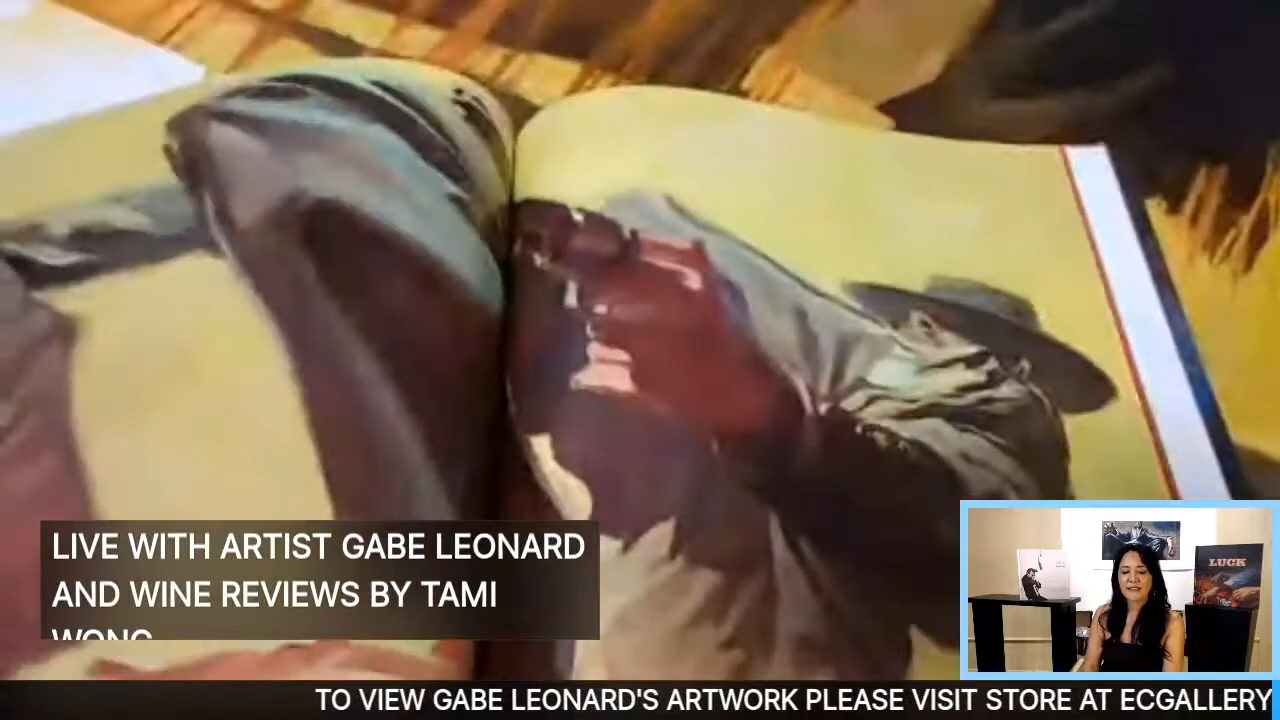 LIVE WITH ARTIST GABE LEONARD
AND WINE REVIEWS BY TAMI
WONG
LUCK
TO VIEW GABE LEONARD'S ARTWORK PLEASE VISIT STORE AT ECGALLERY